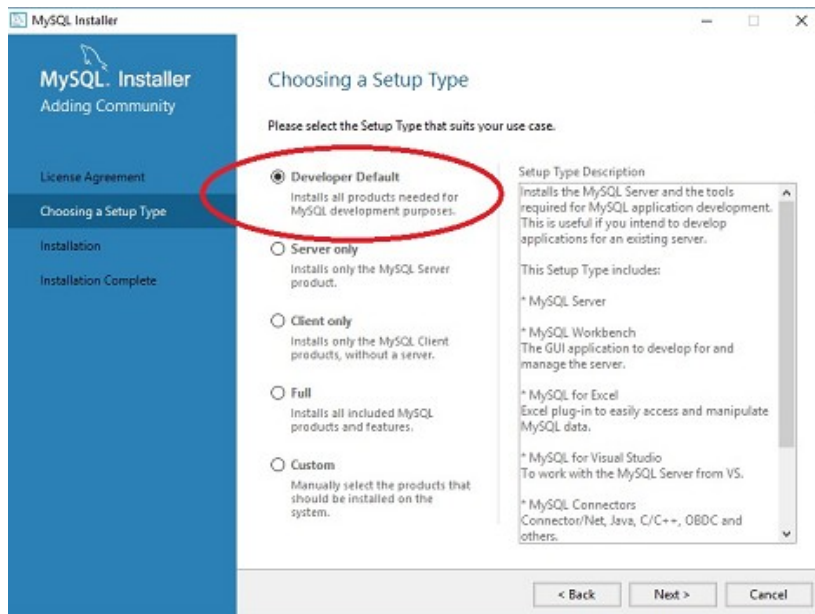 MySQL Installer
MySQL. Installer
Adding Community
License Agreement
Choosing a Setup Type
Installation
Installation Complete
Choosing a Setup Type
Please select the Setup Type that suits your use case.
Developer Default
Installs all products needed for
MySQL development purposes.
Server only
Installs only the MySQL Server
product.
Client only
Installs only the MySQL Client
products, without a server.
Full
Installs all included MySQL
products and features.
Custom
Manually select the products that
should be installed on the
system.
Setup Type Description
Installs the MySQL Server and the tools
required for MySQL application development.
This is useful if you intend to develop
applications for an existing server.
This Setup Type includes:
* MySQL Server
* MySQL Workbench
The GUI application to develop for and
manage the server.
* MySQL for Excel
Excel plug-in to easily access and manipulate
MySQL data.
* MySQL for Visual Studio
To work with the MySQL Server from VS.
* MySQL Connectors
Connector/Net, Java, C/C++, OBDC and
others.
< Back
Next >
Cancel